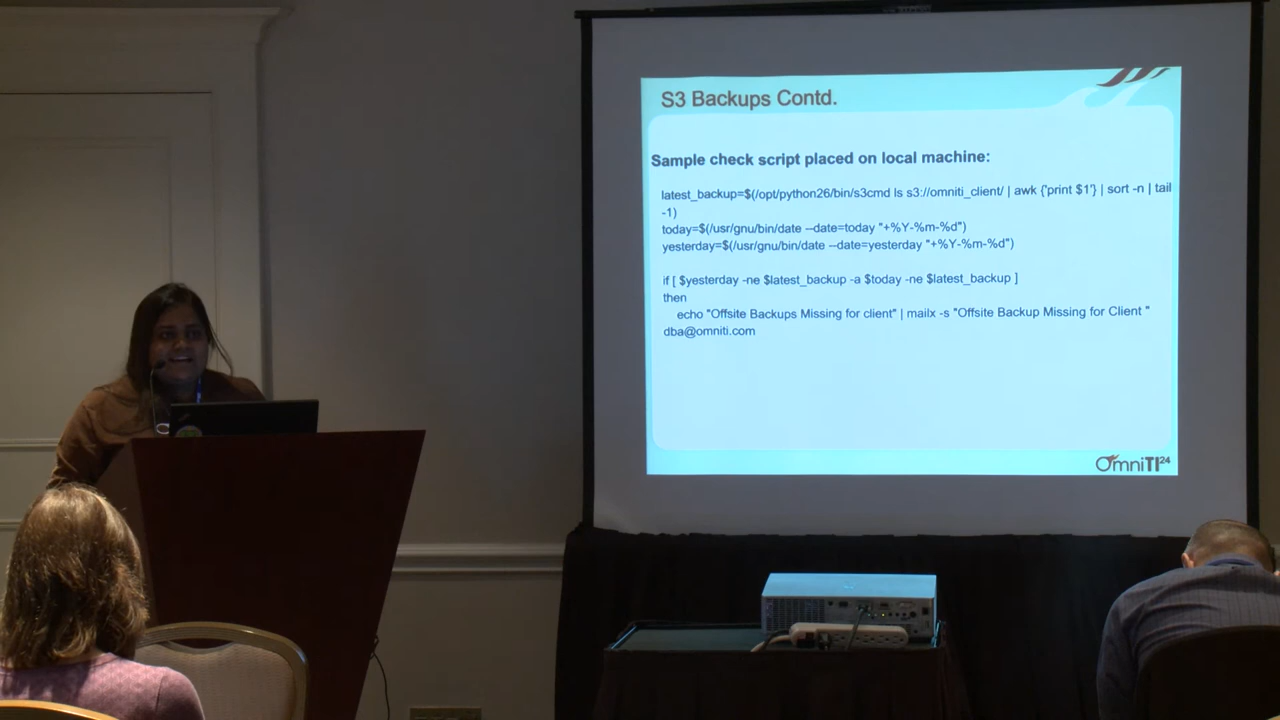 S3 Backups Contd.
Sample check script placed on local machine:
latest_backup=$(/opt/python26/bin/s3cmd ls s3://omniti_client/ | awk {'print $1'} | sort -n | tail
-1)
today=$(/usr/gnu/bin/date --date=today "+%Y-%m-%d")
yesterday=$(/usr/gnu/bin/date --date=yesterday "+%Y-%m-%d")
if [ $yesterday -ne $latest_backup -a $today -ne $latest_backup ]
then
echo "Offsite Backups Missing for client" | mailx -s "Offsite Backup Missing for Client "
dba@omniti.com
OmniTI 24